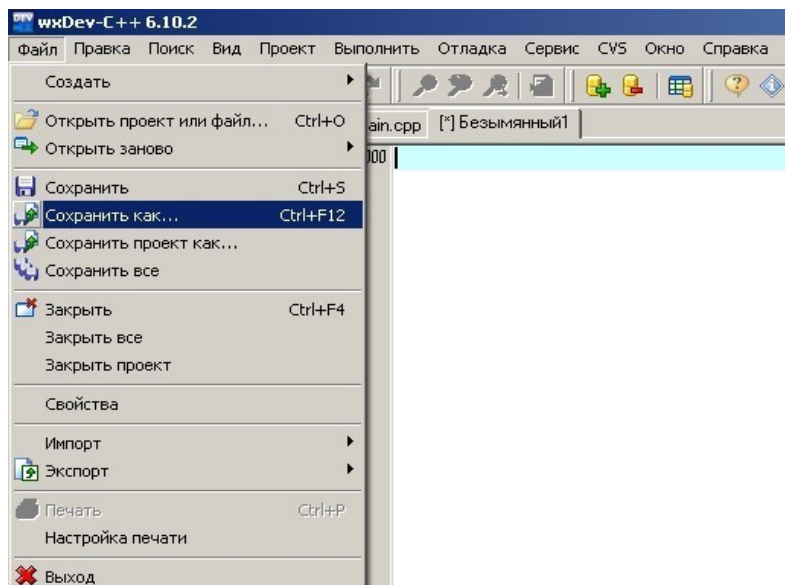 wxDev-C++ 6.10.2
Файл Правка Поиск Вид Проект Выполнить Отладка Сервис CVS Окно Справка
Создать
Открыть проект или файл... Ctrl+O
ain.cpp [*] Безымянный1
Открыть заново
Сохранить Ctrl+S
Сохранить как... Ctrl+F12
Сохранить проект как...
Сохранить все
Закрыть Ctrl+F4
Закрыть все
Закрыть проект
Свойства
Импорт
Экспорт
Печать Ctrl+P
Настройка печати
Выход